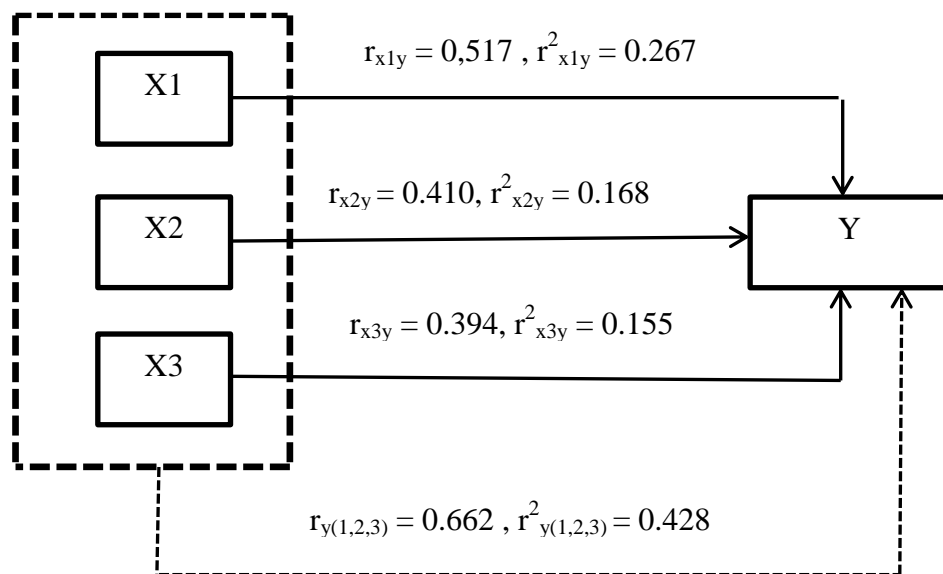 r_x1y = 0,517 , r²_x1y = 0.267
X1
r_x2y = 0.410, r²_x2y = 0.168
X2
Y
r_x3y = 0.394, r²_x3y = 0.155
X3
r_y(1,2,3) = 0.662 , r²_y(1,2,3) = 0.428